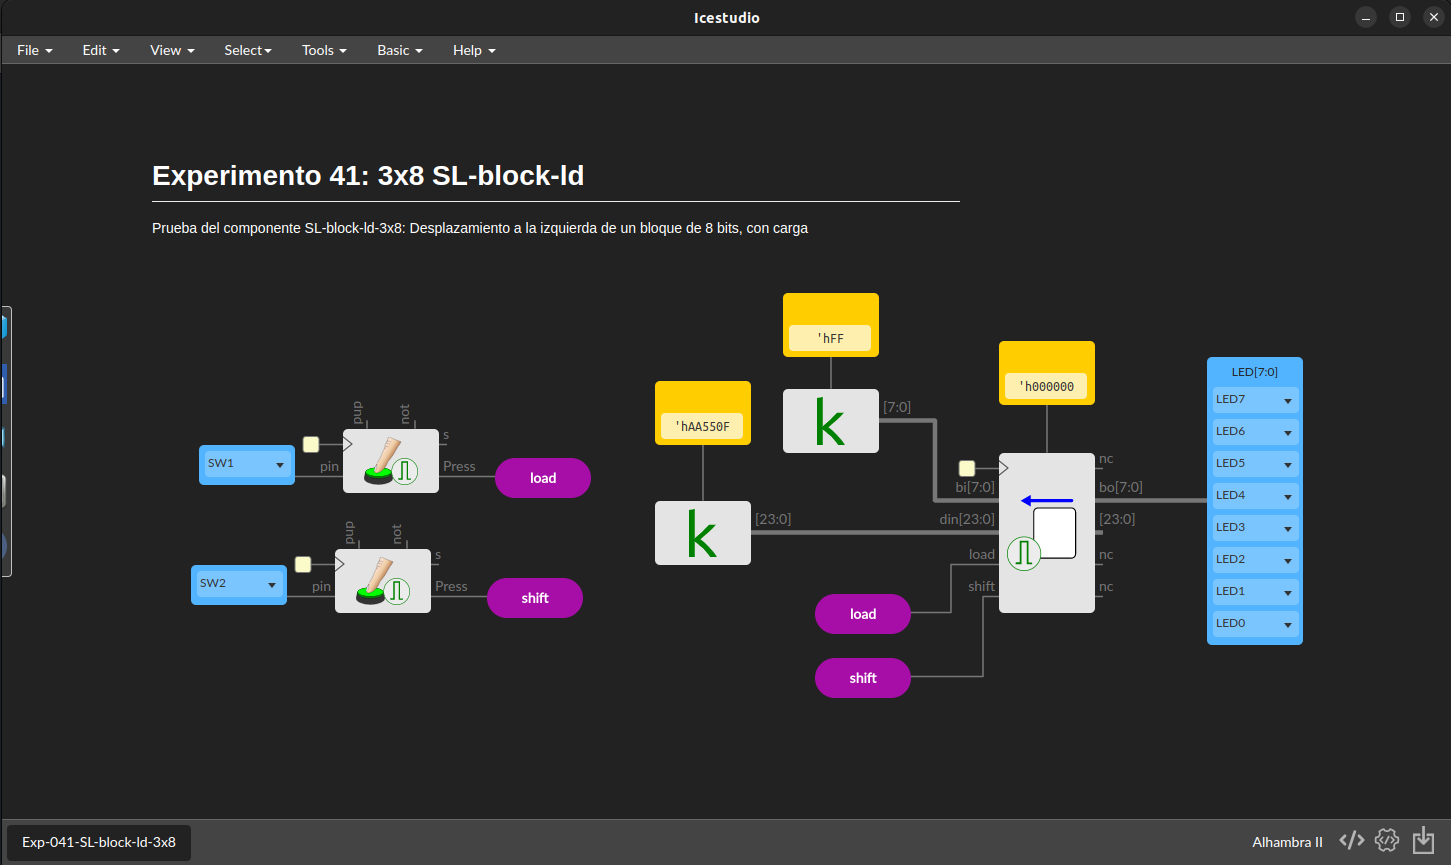 Icestudio
File Edit View Select Tools Basic Help
Experimento 41: 3x8 SL-block-ld
Prueba del componente SL-block-ld-3x8: Desplazamiento a la izquierda de un bloque de 8 bits, con carga
SW1
pin
pup
not
s
Press
load
SW2
pin
pup
not
s
Press
shift
'hAA550F
k
[23:0]
'hFF
k
[7:0]
'h000000
bi[7:0]
din[23:0]
load
shift
nc
bo[7:0]
[23:0]
nc
nc
load
shift
LED[7:0]
LED7
LED6
LED5
LED4
LED3
LED2
LED1
LED0
Exp-041-SL-block-ld-3x8
Alhambra II